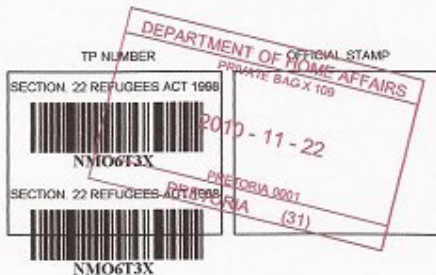 TP NUMBER
OFFICIAL STAMP
SECTION. 22 REFUGEES ACT 1998
NMO6T3X
SECTION. 22 REFUGEES ACT 1998
NMO6T3X
DEPARTMENT OF HOME AFFAIRS
PRIVATE BAG X 109
2010 - 11 - 22
PRETORIA 0001
PRETORIA (31)